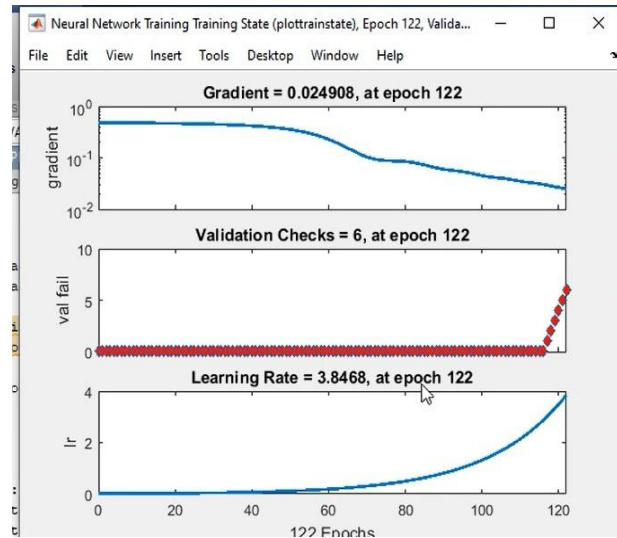 Neural Network Training Training State (plottrainstate), Epoch 122, Valida...
File Edit View Insert Tools Desktop Window Help
Gradient = 0.024908, at epoch 122
10^0
10^-1
10^-2
gradient
Validation Checks = 6, at epoch 122
10
5
0
val fail
Learning Rate = 3.8468, at epoch 122
4
2
0
lr
0 20 40 60 80 100 120
122 Epochs